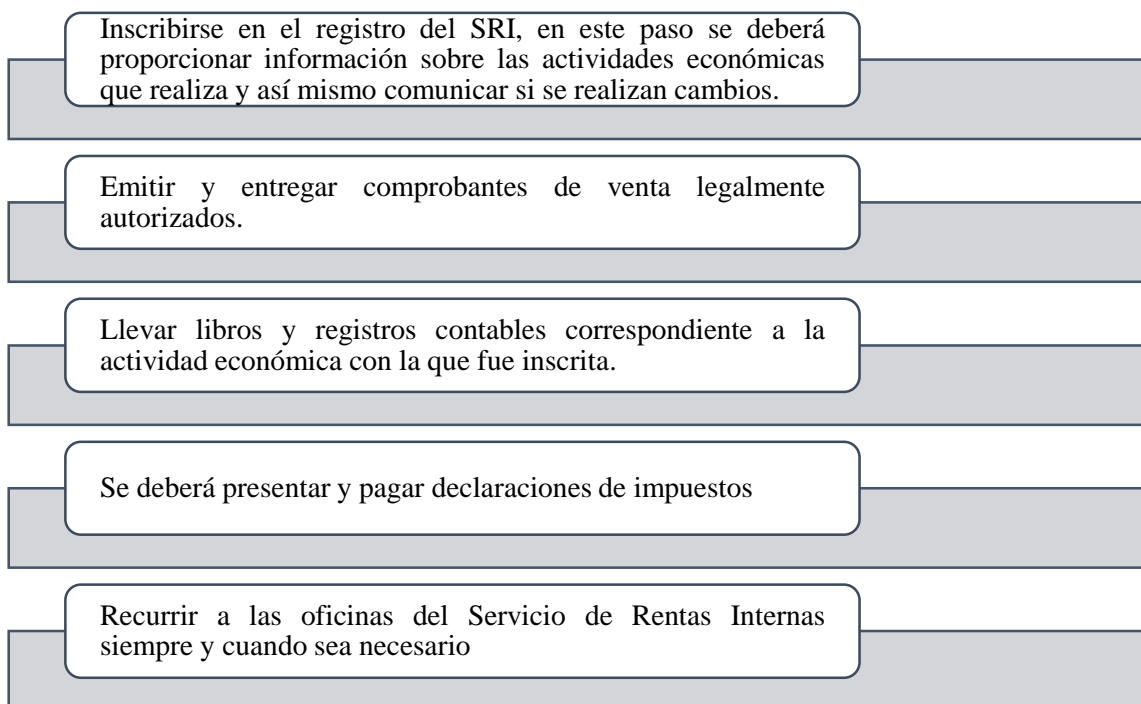 Inscribirse en el registro del SRI, en este paso se deberá
proporcionar información sobre las actividades económicas
que realiza y así mismo comunicar si se realizan cambios.
Emitir y entregar comprobantes de venta legalmente
autorizados.
Llevar libros y registros contables correspondiente a la
actividad económica con la que fue inscrita.
Se deberá presentar y pagar declaraciones de impuestos
Recurrir a las oficinas del Servicio de Rentas Internas
siempre y cuando sea necesario